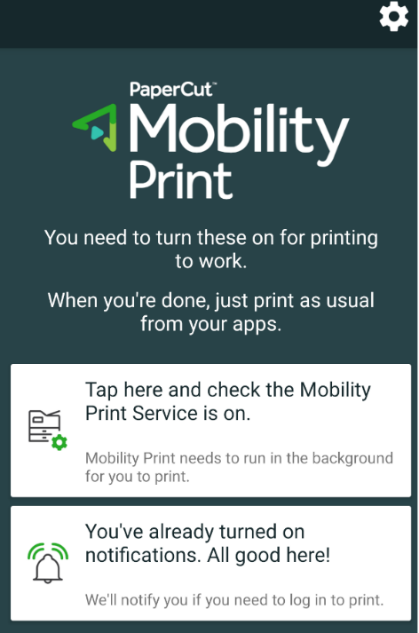 PaperCut™
Mobility
Print
You need to turn these on for printing
to work.
When you're done, just print as usual
from your apps.
Tap here and check the Mobility
Print Service is on.
Mobility Print needs to run in the background
for you to print.
You've already turned on
notifications. All good here!
We'll notify you if you need to log in to print.